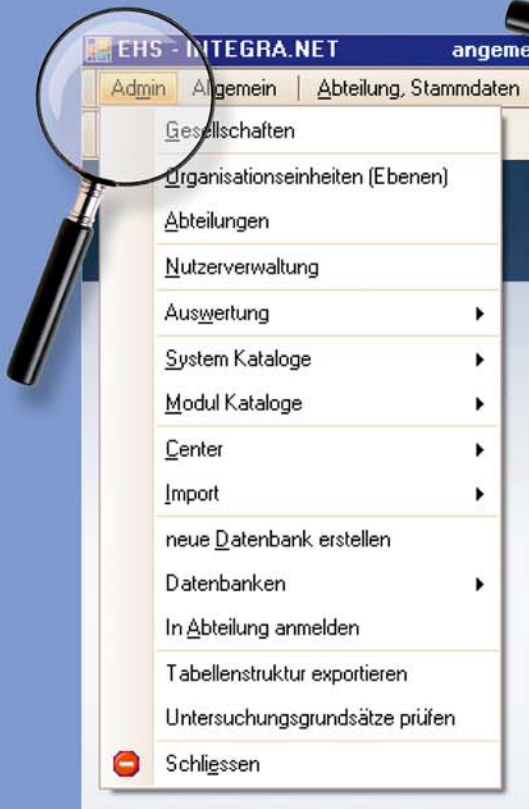 EHS - INTEGRA.NET angeme
Admin Allgemein Abteilung, Stammdaten
Gesellschaften
Organisationseinheiten (Ebenen)
Abteilungen
Nutzerverwaltung
Auswertung
System Kataloge
Modul Kataloge
Center
Import
neue Datenbank erstellen
Datenbanken
In Abteilung anmelden
Tabellenstruktur exportieren
Untersuchungsgrundsätze prüfen
Schliessen